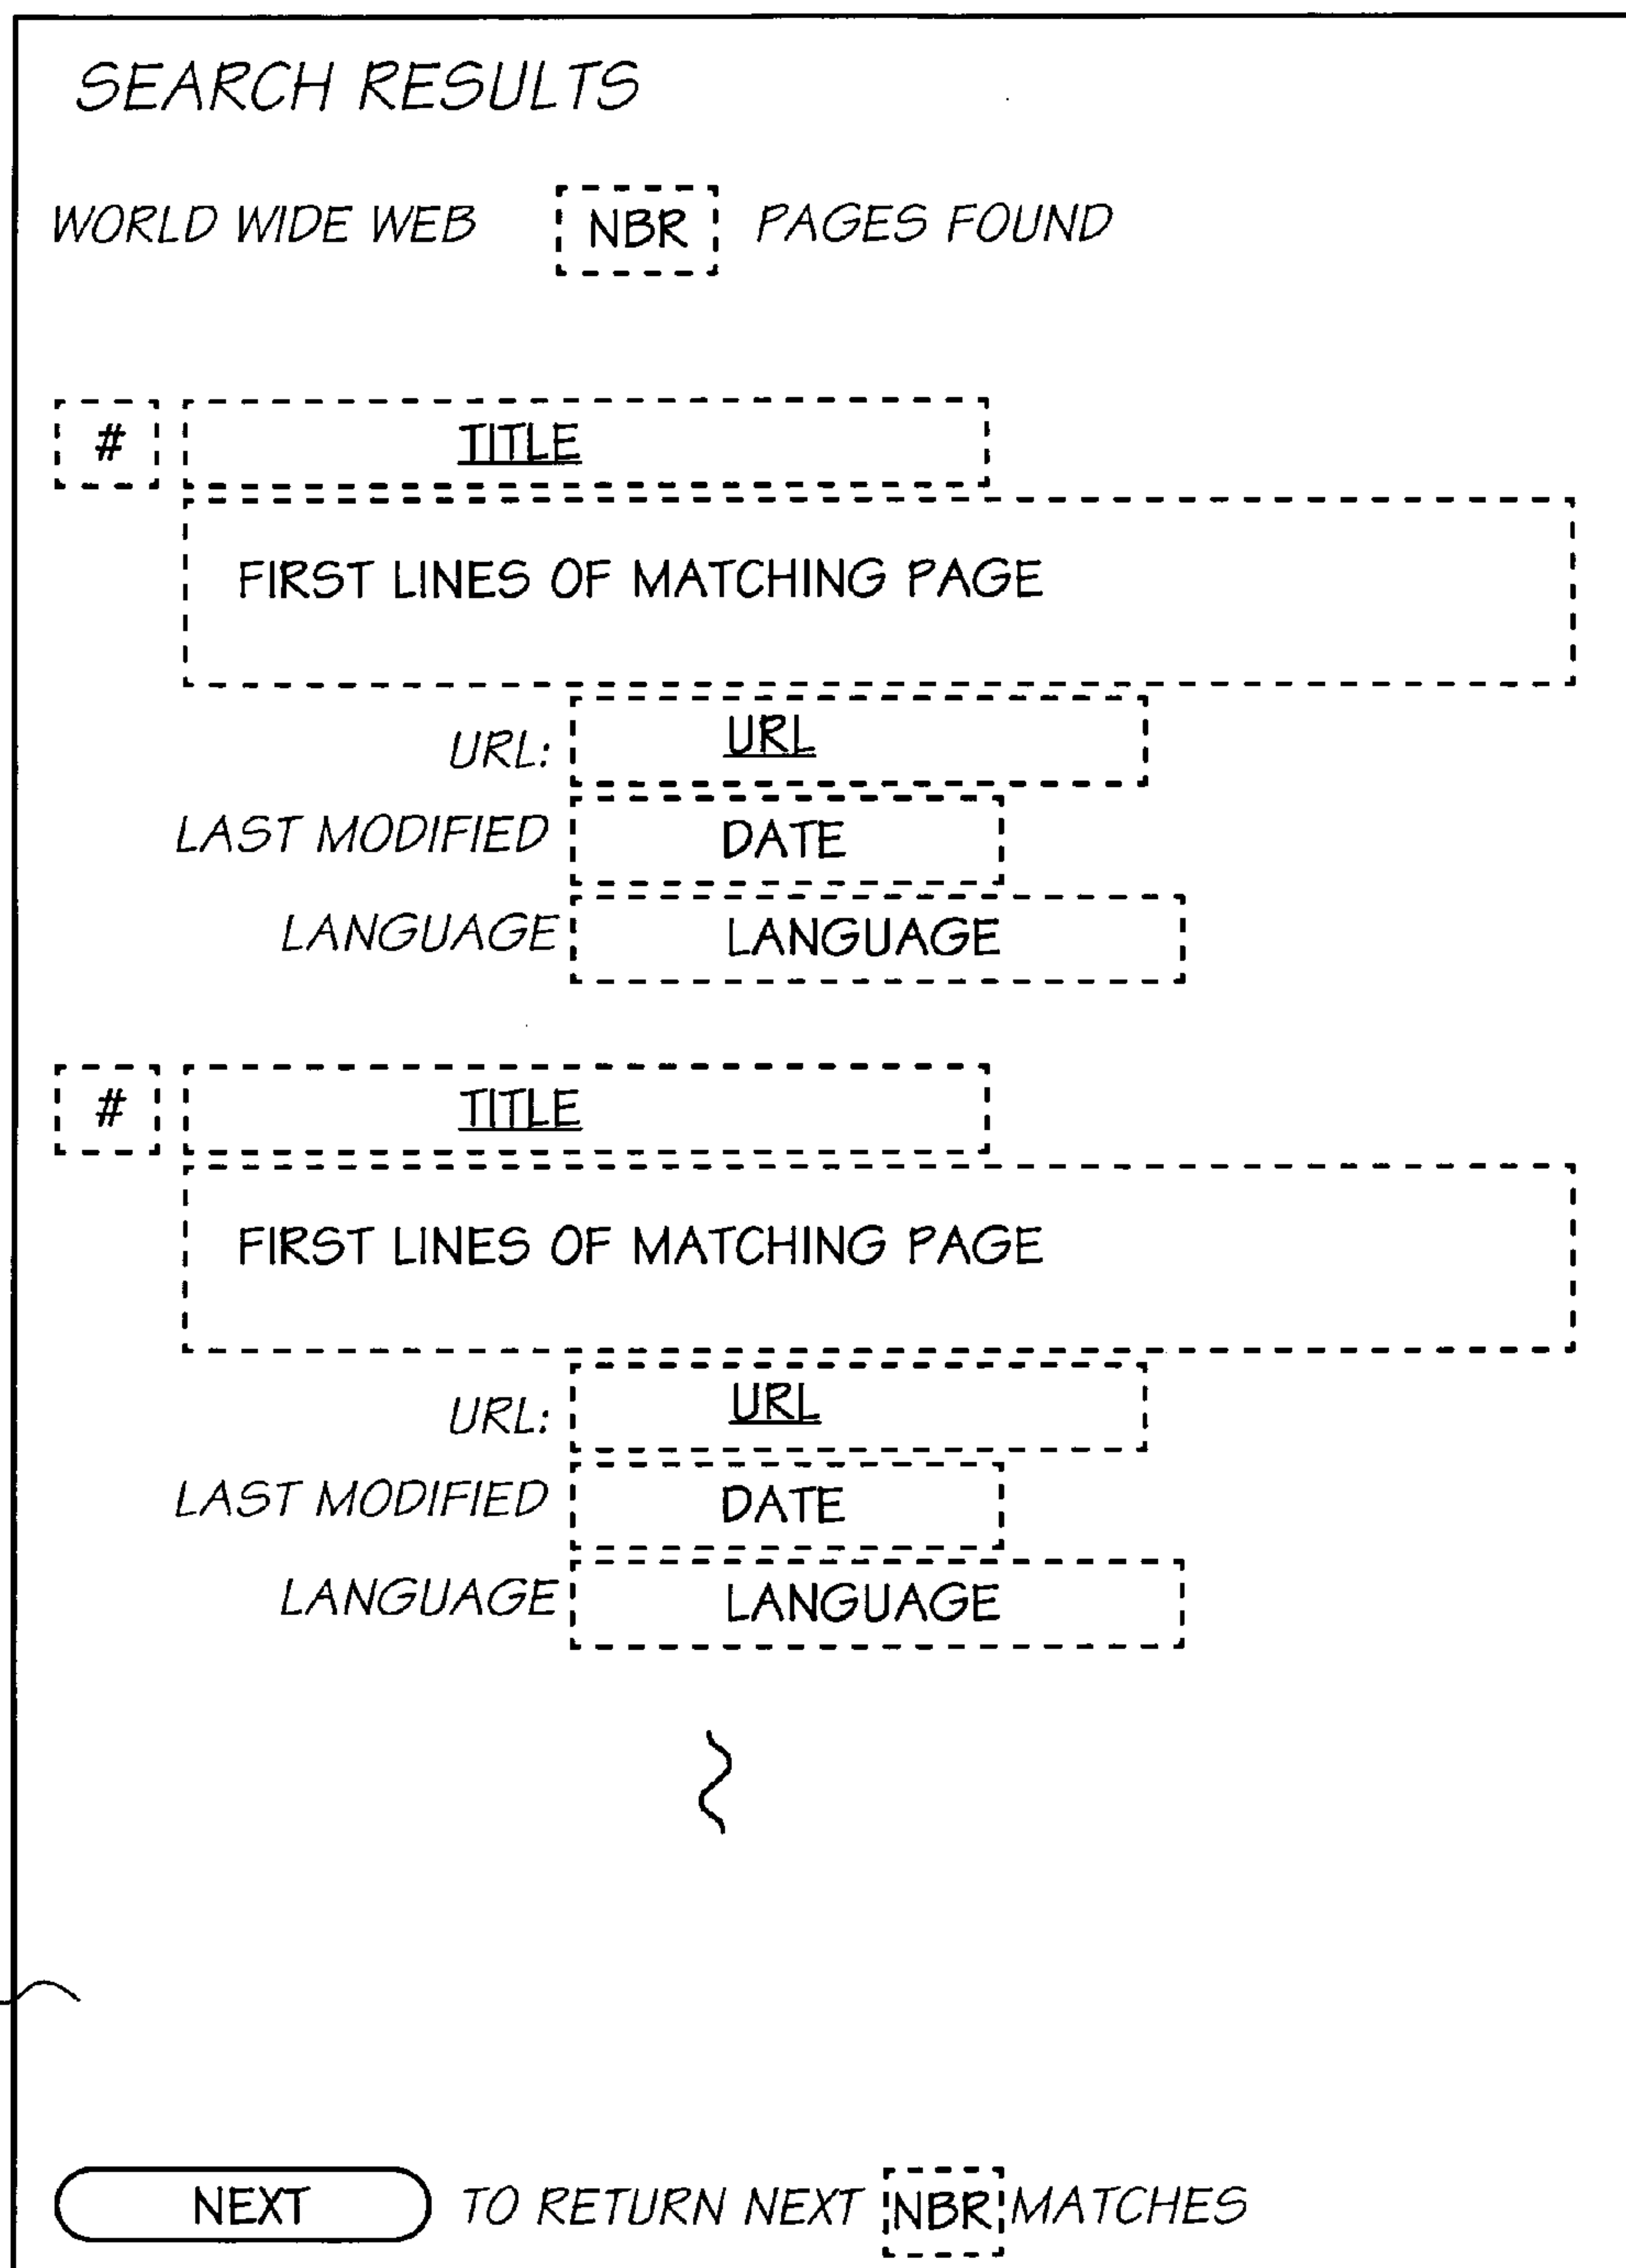 SEARCH RESULTS
WORLD WIDE WEB NBR PAGES FOUND
# TITLE
FIRST LINES OF MATCHING PAGE
URL: URL
LAST MODIFIED DATE
LANGUAGE LANGUAGE
# TITLE
FIRST LINES OF MATCHING PAGE
URL: URL
LAST MODIFIED DATE
LANGUAGE LANGUAGE
NEXT TO RETURN NEXT NBR MATCHES